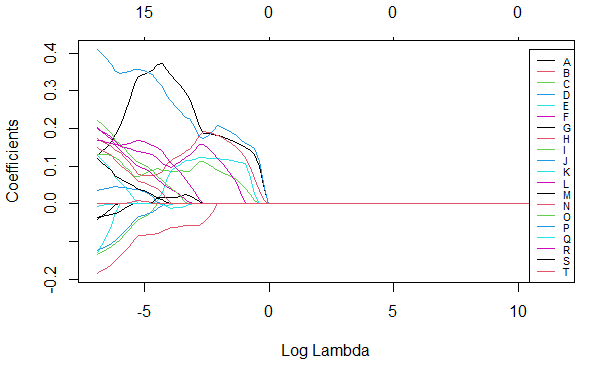 15 0 0 0
Coefficients
0.4
0.3
0.2
0.1
0.0
-0.2
A
B
C
D
E
F
G
H
I
J
K
L
M
N
O
P
Q
R
S
T
-5 0 5 10
Log Lambda